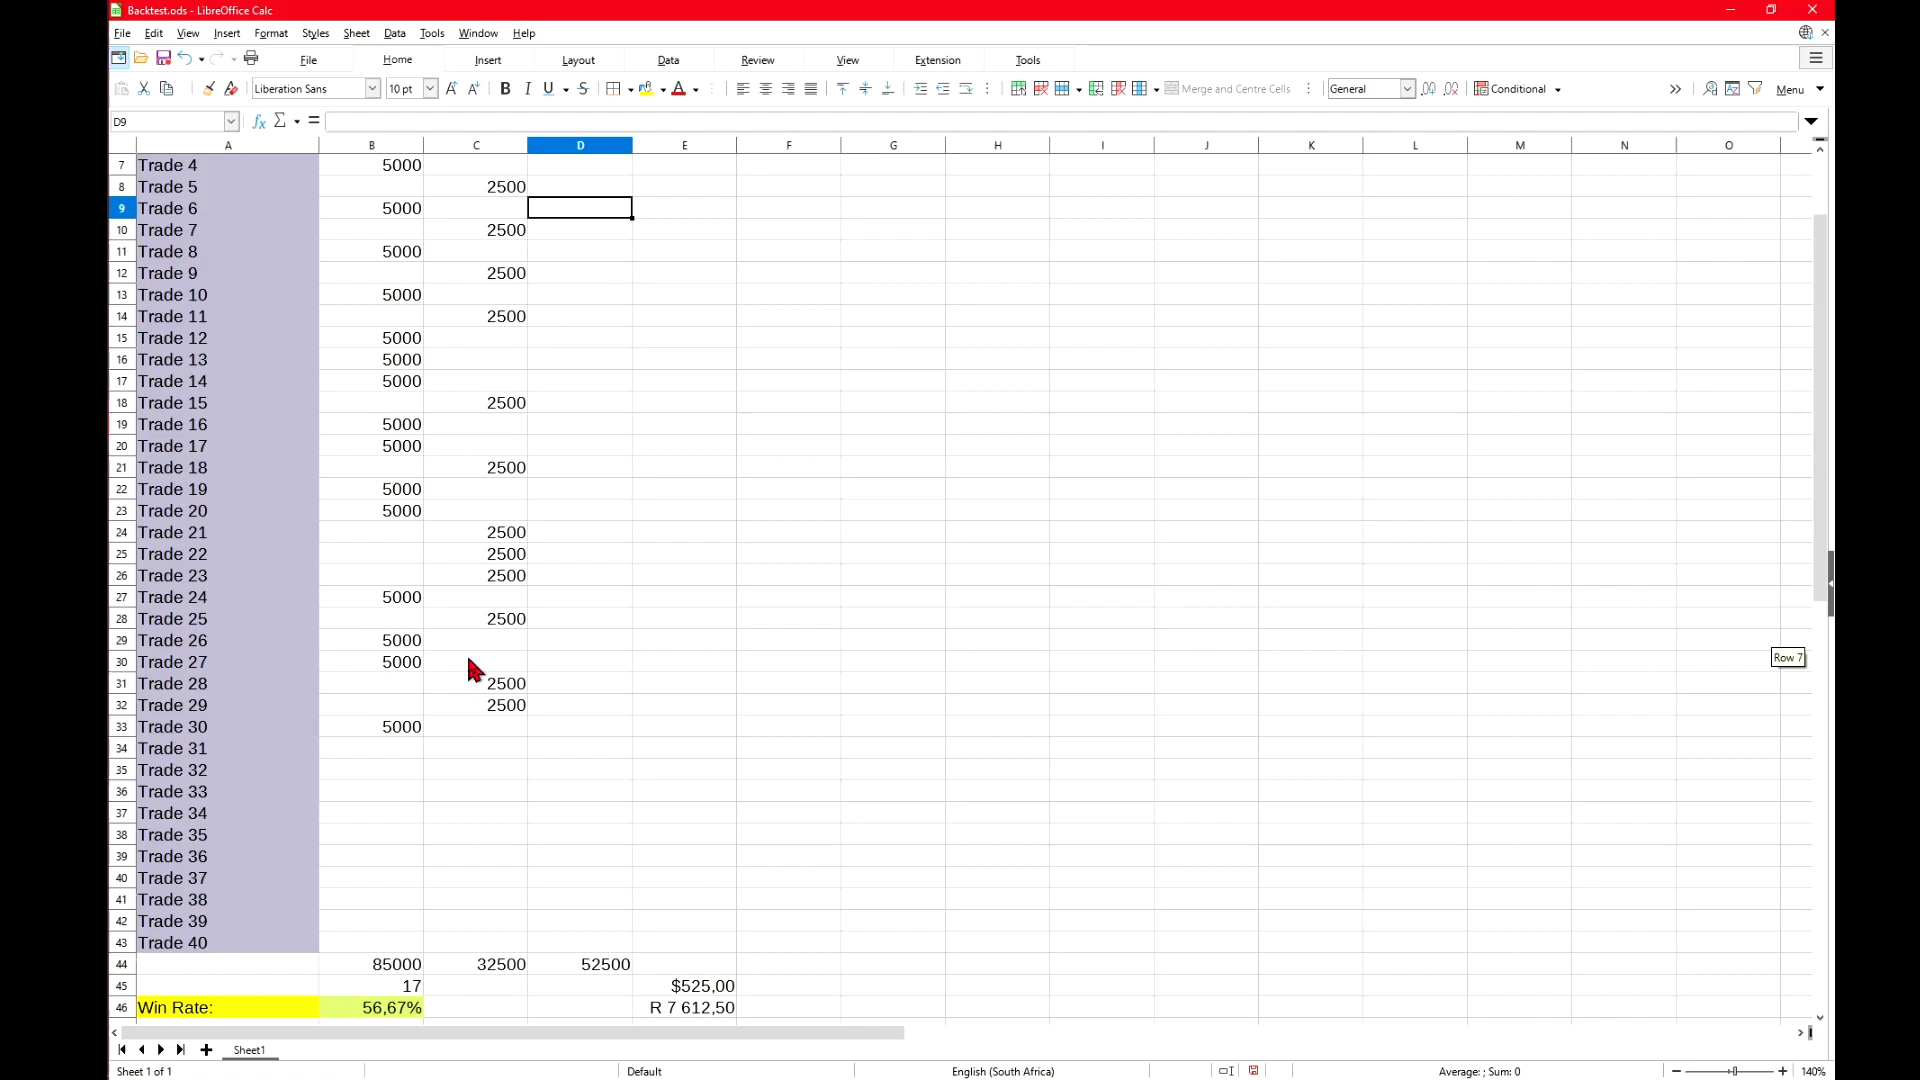 Backtest.ods - LibreOffice Calc
File Edit View Insert Format Styles Sheet Data Tools Window Help
File Home Insert Layout Data Review View Extension Tools
Liberation Sans 10 pt B I U S Merge and Centre Cells General Conditional Menu
D9 fx Σ =
A B C D E F G H I J K L M N O
7 Trade 4 5000
8 Trade 5 2500
9 Trade 6 5000
10 Trade 7 2500
11 Trade 8 5000
12 Trade 9 2500
13 Trade 10 5000
14 Trade 11 2500
15 Trade 12 5000
16 Trade 13 5000
17 Trade 14 5000
18 Trade 15 2500
19 Trade 16 5000
20 Trade 17 5000
21 Trade 18 2500
22 Trade 19 5000
23 Trade 20 5000
24 Trade 21 2500
25 Trade 22 2500
26 Trade 23 2500
27 Trade 24 5000
28 Trade 25 2500
29 Trade 26 5000
30 Trade 27 5000 Row 7
31 Trade 28 2500
32 Trade 29 2500
33 Trade 30 5000
34 Trade 31
35 Trade 32
36 Trade 33
37 Trade 34
38 Trade 35
39 Trade 36
40 Trade 37
41 Trade 38
42 Trade 39
43 Trade 40
44 85000 32500 52500
45 17 $525,00
46 Win Rate: 56,67% R 7 612,50
Sheet1
Sheet 1 of 1 Default English (South Africa) Average: ; Sum: 0 140%